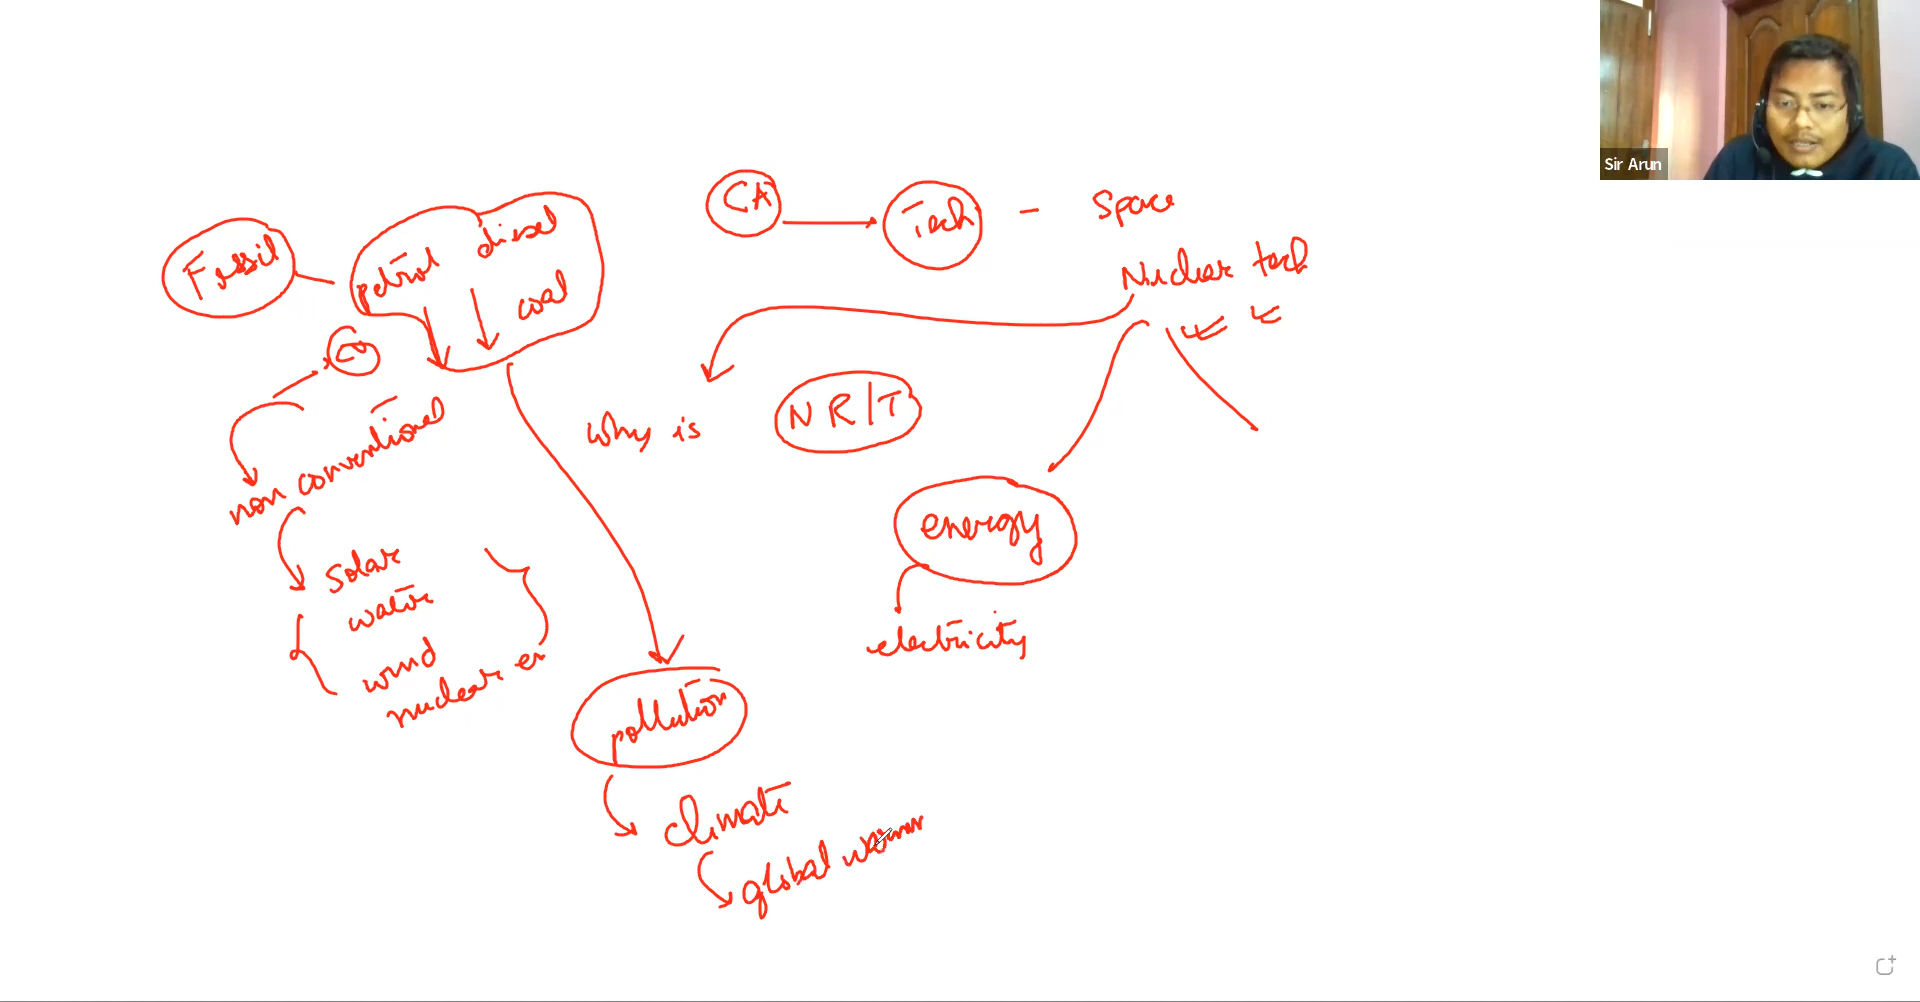 Sir Arun
CA
Tech - Space
Nuclear tech
Fossil
petrol diesel
coal
non conventional
solar
water
wind
nuclear en
why is
NR/T
energy
electricity
pollution
climate
global warm